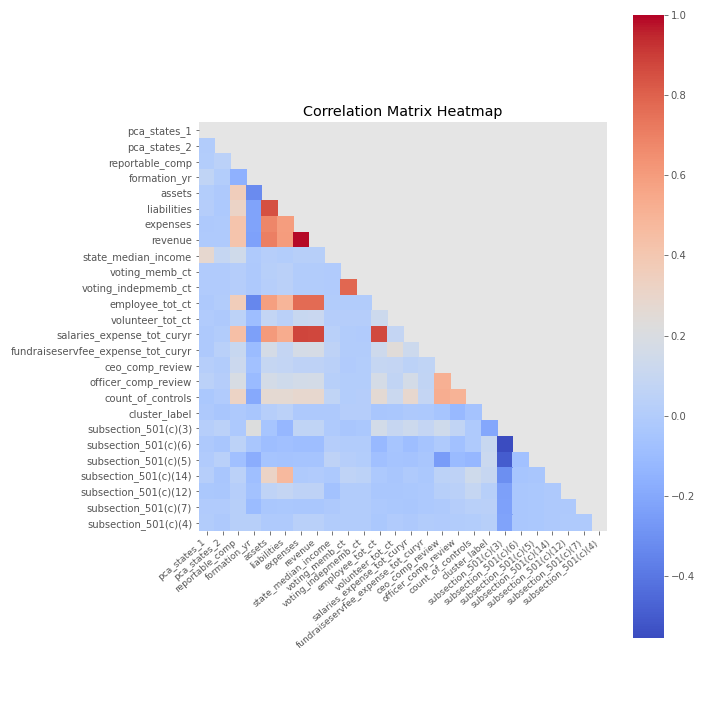 Correlation Matrix Heatmap
pca_states_1
pca_states_2
reportable_comp
formation_yr
assets
liabilities
expenses
revenue
state_median_income
voting_memb_ct
voting_indepmemb_ct
employee_tot_ct
volunteer_tot_ct
salaries_expense_tot_curyr
fundraiseservfee_expense_tot_curyr
ceo_comp_review
officer_comp_review
count_of_controls
cluster_label
subsection_501(c)(3)
subsection_501(c)(6)
subsection_501(c)(5)
subsection_501(c)(14)
subsection_501(c)(12)
subsection_501(c)(7)
subsection_501(c)(4)
pca_states_1
pca_states_2
reportable_comp
formation_yr
assets
liabilities
expenses
revenue
state_median_income
voting_memb_ct
voting_indepmemb_ct
employee_tot_ct
volunteer_tot_ct
salaries_expense_tot_curyr
fundraiseservfee_expense_tot_curyr
ceo_comp_review
officer_comp_review
count_of_controls
cluster_label
subsection_501(c)(3)
subsection_501(c)(6)
subsection_501(c)(5)
subsection_501(c)(14)
subsection_501(c)(12)
subsection_501(c)(7)
subsection_501(c)(4)
1.0
0.8
0.6
0.4
0.2
0.0
−0.2
−0.4